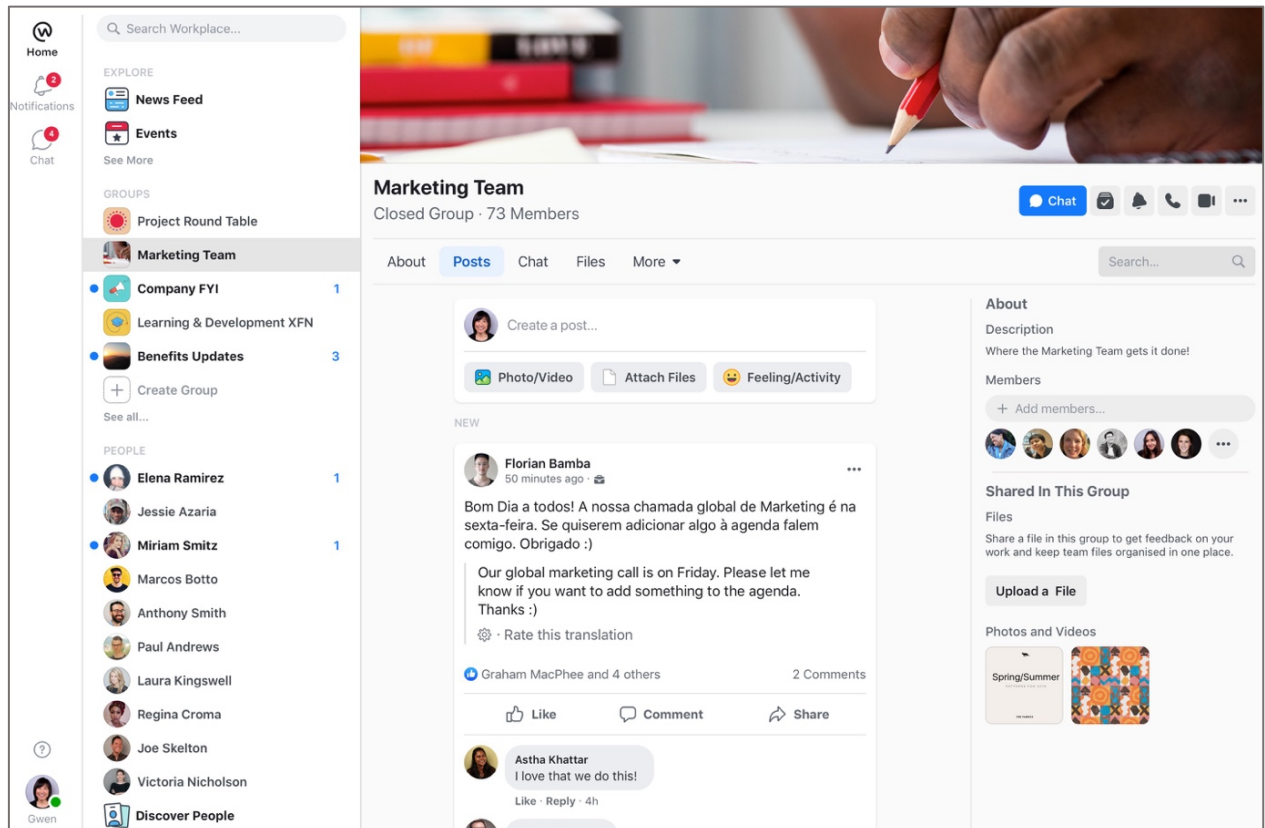 Home
2
Notifications
4
Chat
Search Workplace...
EXPLORE
News Feed
Events
See More
GROUPS
Project Round Table
Marketing Team
Company FYI 1
Learning & Development XFN
Benefits Updates 3
Create Group
See all...
PEOPLE
Elena Ramirez 1
Jessie Azaria
Miriam Smitz 1
Marcos Botto
Anthony Smith
Paul Andrews
Laura Kingswell
Regina Croma
Joe Skelton
Victoria Nicholson
Discover People
?
Gwen
Marketing Team
Closed Group · 73 Members
Chat
About Posts Chat Files More
Search...
Create a post...
Photo/Video Attach Files Feeling/Activity
NEW
Florian Bamba
50 minutes ago ·
Bom Dia a todos! A nossa chamada global de Marketing é na
sexta-feira. Se quiserem adicionar algo à agenda falem
comigo. Obrigado :)
Our global marketing call is on Friday. Please let me
know if you want to add something to the agenda.
Thanks :)
· Rate this translation
Graham MacPhee and 4 others 2 Comments
Like Comment Share
Astha Khattar
I love that we do this!
Like · Reply · 4h
About
Description
Where the Marketing Team gets it done!
Members
+ Add members...
Shared In This Group
Files
Share a file in this group to get feedback on your
work and keep team files organised in one place.
Upload a File
Photos and Videos
Spring/Summer